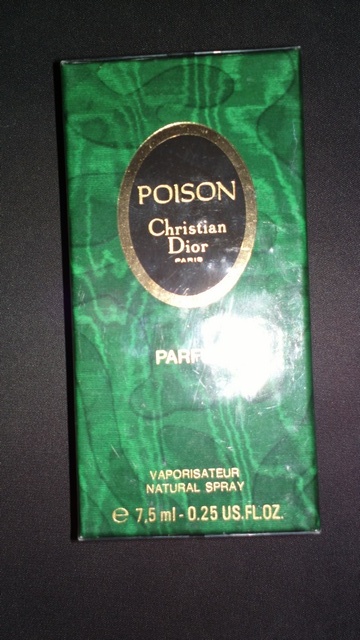 POISON
Christian
Dior
PARIS
VAPORISATEUR
NATURAL SPRAY
e 7,5 ml - 0.25 US.FL.OZ.